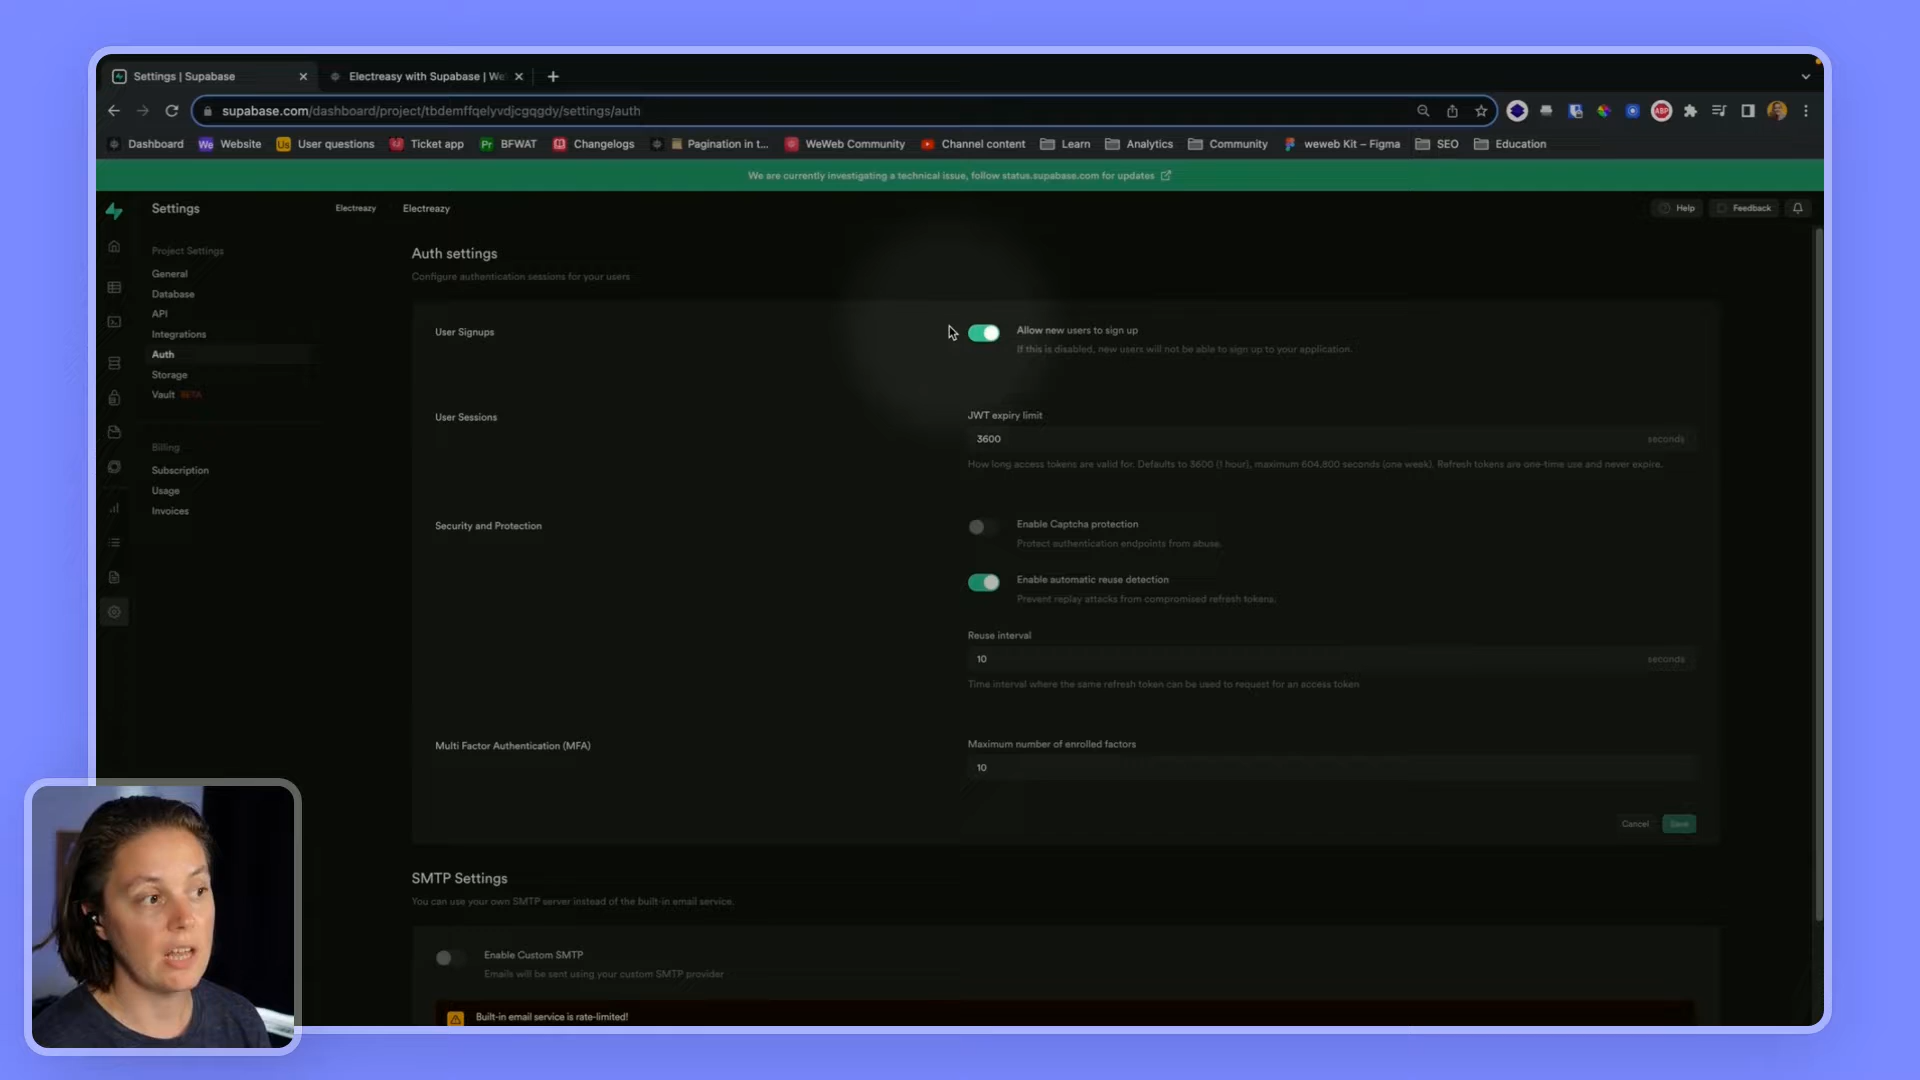 Settings | Supabase
Electreasy with Supabase | We
supabase.com/dashboard/project/tbdemffqelyvdjcgqgdy/settings/auth
ABP
Dashboard
We Website
Us User questions
Ticket app
Pr BFWAT
Changelogs
Pagination in t...
WeWeb Community
Channel content
Learn
Analytics
Community
weweb Kit – Figma
SEO
Education
We are currently investigating a technical issue, follow status.supabase.com for updates
Settings
Electreazy
Electreazy
Help
Feedback
Project Settings
General
Database
API
Integrations
Auth
Storage
Vault BETA
Billing
Subscription
Usage
Invoices
Auth settings
Configure authentication sessions for your users
User Signups
Allow new users to sign up
If this is disabled, new users will not be able to sign up to your application.
User Sessions
JWT expiry limit
3600
seconds
How long access tokens are valid for. Defaults to 3600 (1 hour), maximum 604,800 seconds (one week). Refresh tokens are one-time use and never expire.
Security and Protection
Enable Captcha protection
Protect authentication endpoints from abuse.
Enable automatic reuse detection
Prevent replay attacks from compromised refresh tokens.
Reuse interval
10
seconds
Time interval where the same refresh token can be used to request for an access token
Multi Factor Authentication (MFA)
Maximum number of enrolled factors
10
Cancel
Save
SMTP Settings
You can use your own SMTP server instead of the built-in email service.
Enable Custom SMTP
Emails will be sent using your custom SMTP provider
Built-in email service is rate-limited!